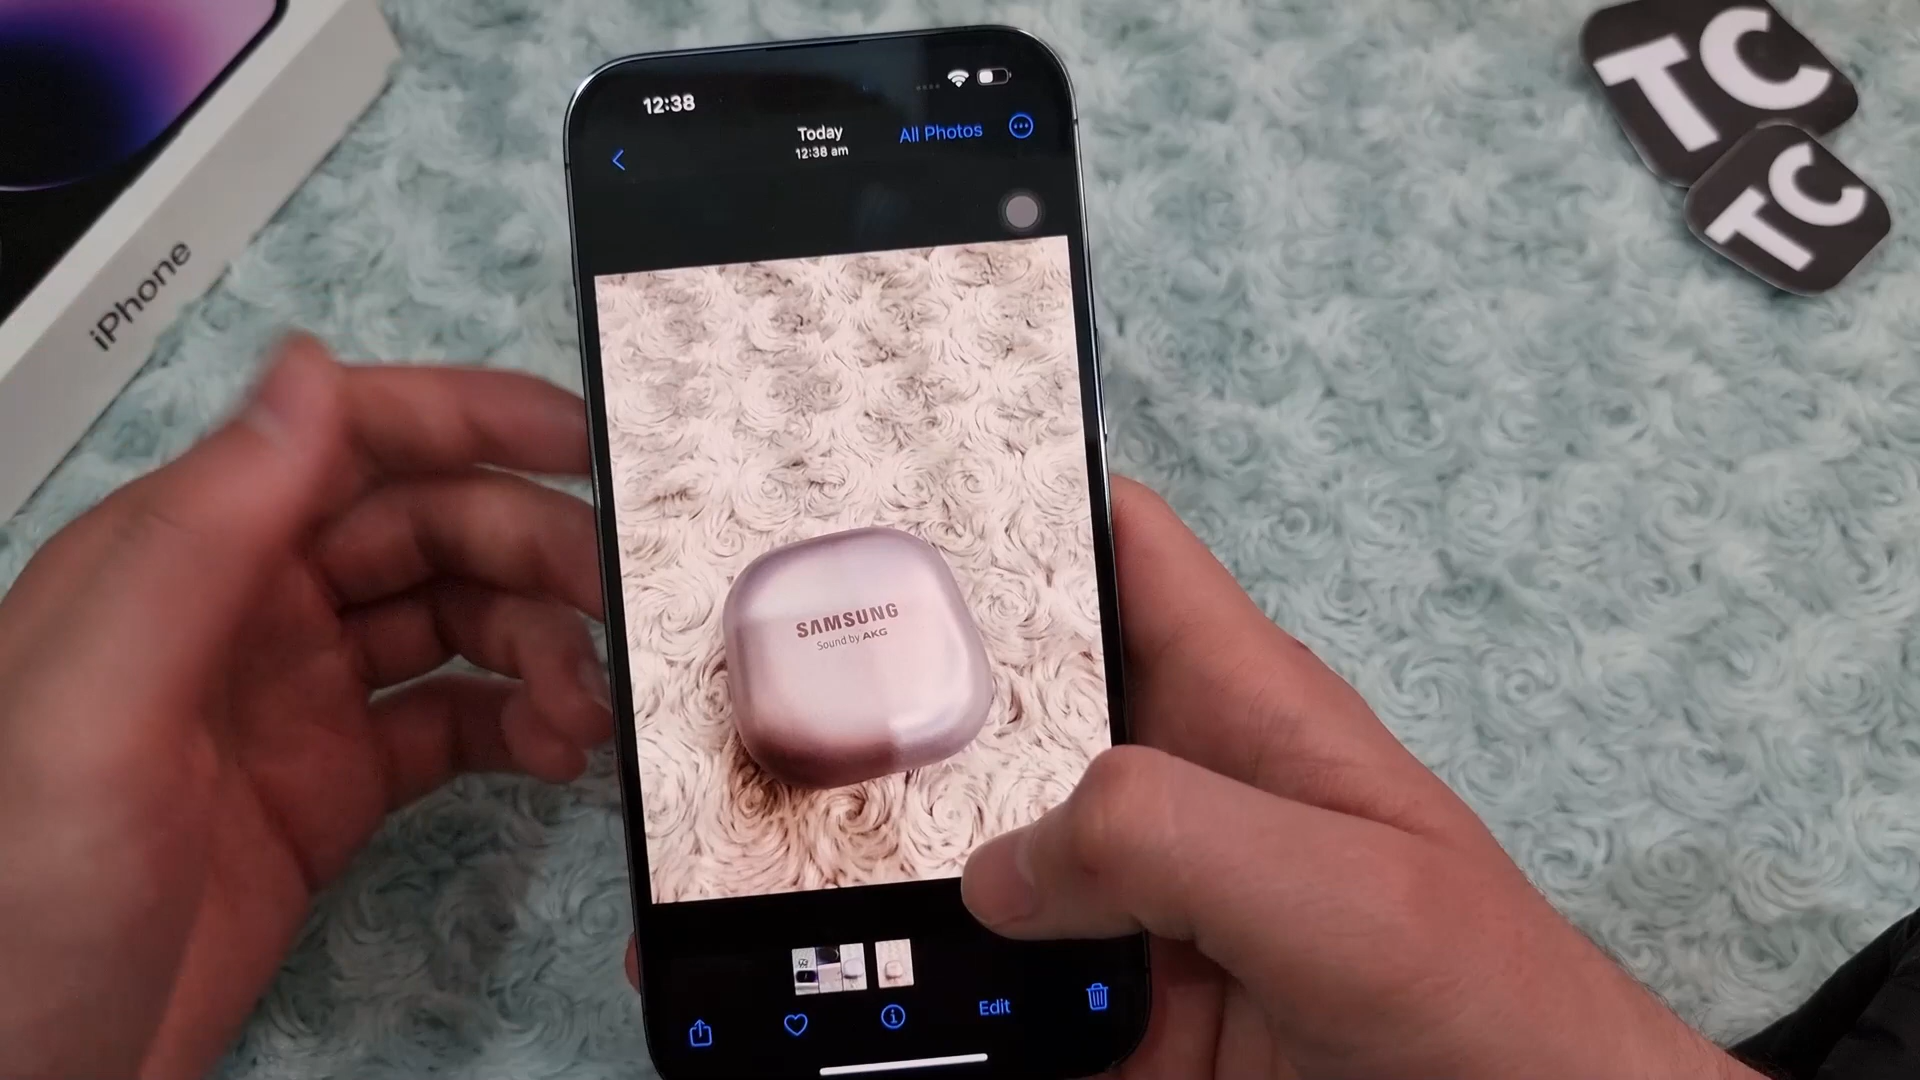 iPhone
12:38
Today
12:38 am
All Photos
SAMSUNG
Sound by AKG
Edit
TC
TC